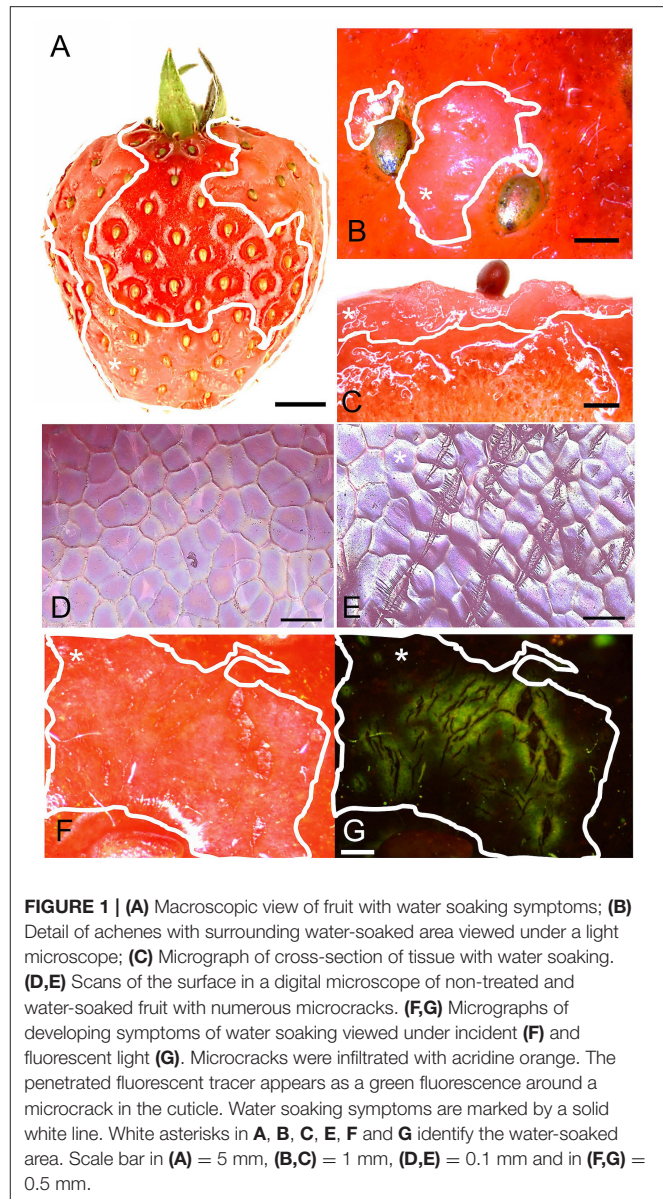 A
B
C
D
E
F
G
FIGURE 1 | (A) Macroscopic view of fruit with water soaking symptoms; (B)
Detail of achenes with surrounding water-soaked area viewed under a light
microscope; (C) Micrograph of cross-section of tissue with water soaking.
(D,E) Scans of the surface in a digital microscope of non-treated and
water-soaked fruit with numerous microcracks. (F,G) Micrographs of
developing symptoms of water soaking viewed under incident (F) and
fluorescent light (G). Microcracks were infiltrated with acridine orange. The
penetrated fluorescent tracer appears as a green fluorescence around a
microcrack in the cuticle. Water soaking symptoms are marked by a solid
white line. White asterisks in A, B, C, E, F and G identify the water-soaked
area. Scale bar in (A) = 5 mm, (B,C) = 1 mm, (D,E) = 0.1 mm and in (F,G) =
0.5 mm.